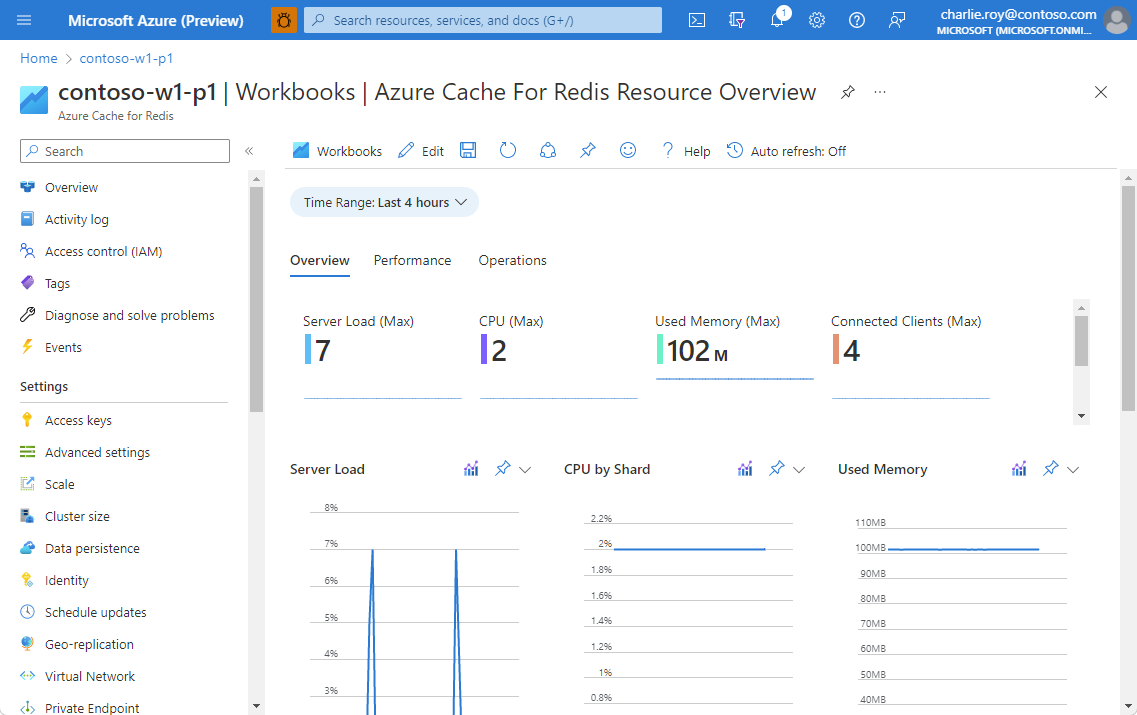 Microsoft Azure (Preview)
Search resources, services, and docs (G+/)
1
charlie.roy@contoso.com
MICROSOFT (MICROSOFT.ONMI...
Home > contoso-w1-p1
contoso-w1-p1 | Workbooks | Azure Cache For Redis Resource Overview
Azure Cache for Redis
Search
Overview
Activity log
Access control (IAM)
Tags
Diagnose and solve problems
Events
Settings
Access keys
Advanced settings
Scale
Cluster size
Data persistence
Identity
Schedule updates
Geo-replication
Virtual Network
Private Endpoint
Workbooks Edit Help Auto refresh: Off
Time Range: Last 4 hours
Overview Performance Operations
Server Load (Max)
7
CPU (Max)
2
Used Memory (Max)
102 M
Connected Clients (Max)
4
Server Load
8%
7%
6%
5%
4%
3%
CPU by Shard
2.2%
2%
1.8%
1.6%
1.4%
1.2%
1%
0.8%
Used Memory
110MB
100MB
90MB
80MB
70MB
60MB
50MB
40MB